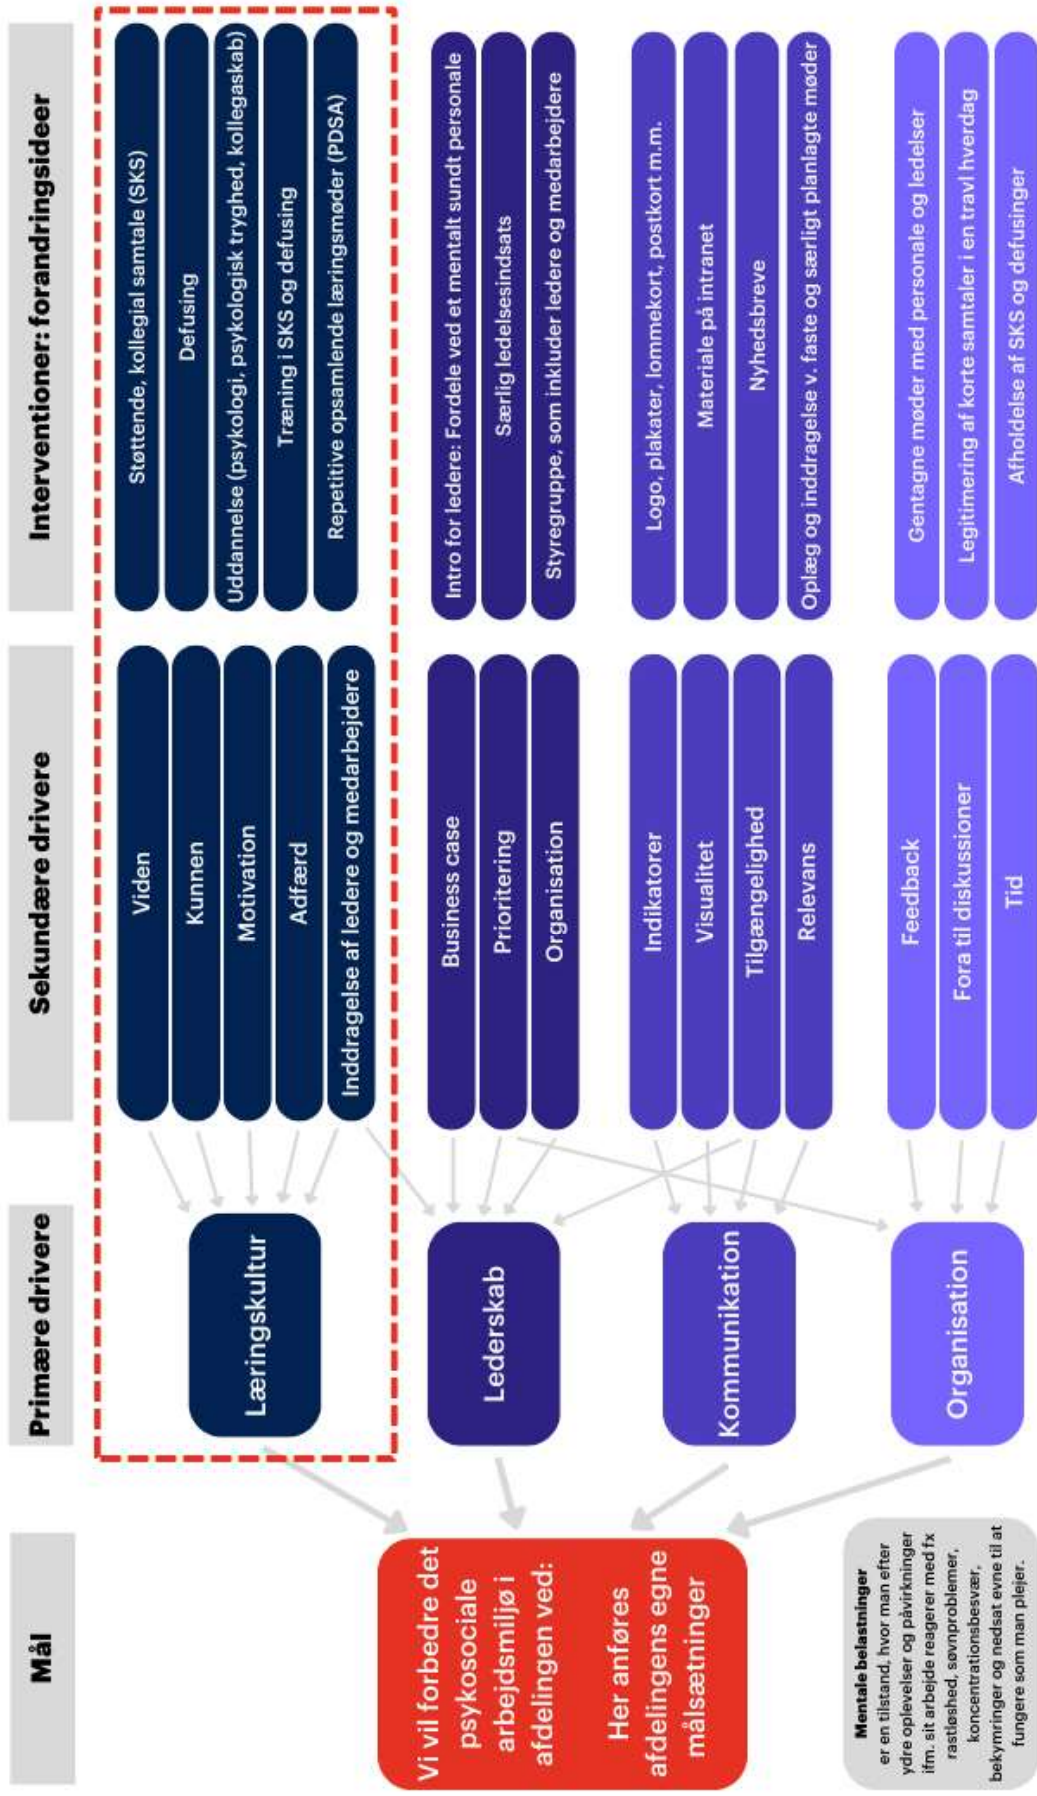 Mål
Primære drivere
Sekundære drivere
Interventioner: forandringsideer
Vi vil forbedre det
psykosociale
arbejdsmiljø i
afdelingen ved:
Her anføres
afdelingens egne
målsætninger
Mentale belastninger
er en tilstand, hvor man efter
ydre oplevelser og påvirkninger
ifm. sit arbejde reagerer med fx
rastløshed, søvnproblemer,
koncentrationsbesvær,
bekymringer og nedsat evne til at
fungere som man plejer.
Læringskultur
Viden
Kunnen
Motivation
Adfærd
Inddragelse af ledere og medarbejdere
Støttende, kollegial samtale (SKS)
Defusing
Uddannelse (psykologi, psykologisk tryghed, kollegaskab)
Træning i SKS og defusing
Repetitive opsamlende læringsmøder (PDSA)
Lederskab
Business case
Prioritering
Organisation
Intro for ledere: Fordele ved et mentalt sundt personale
Særlig ledelsesindsats
Styregruppe, som inkluder ledere og medarbejdere
Kommunikation
Indikatorer
Visualitet
Tilgængelighed
Relevans
Logo, plakater, lommekort, postkort m.m.
Materiale på intranet
Nyhedsbreve
Oplæg og inddragelse v. faste og særligt planlagte møder
Organisation
Feedback
Fora til diskussioner
Tid
Gentagne møder med personale og ledelser
Legitimering af korte samtaler i en travl hverdag
Afholdelse af SKS og defusinger